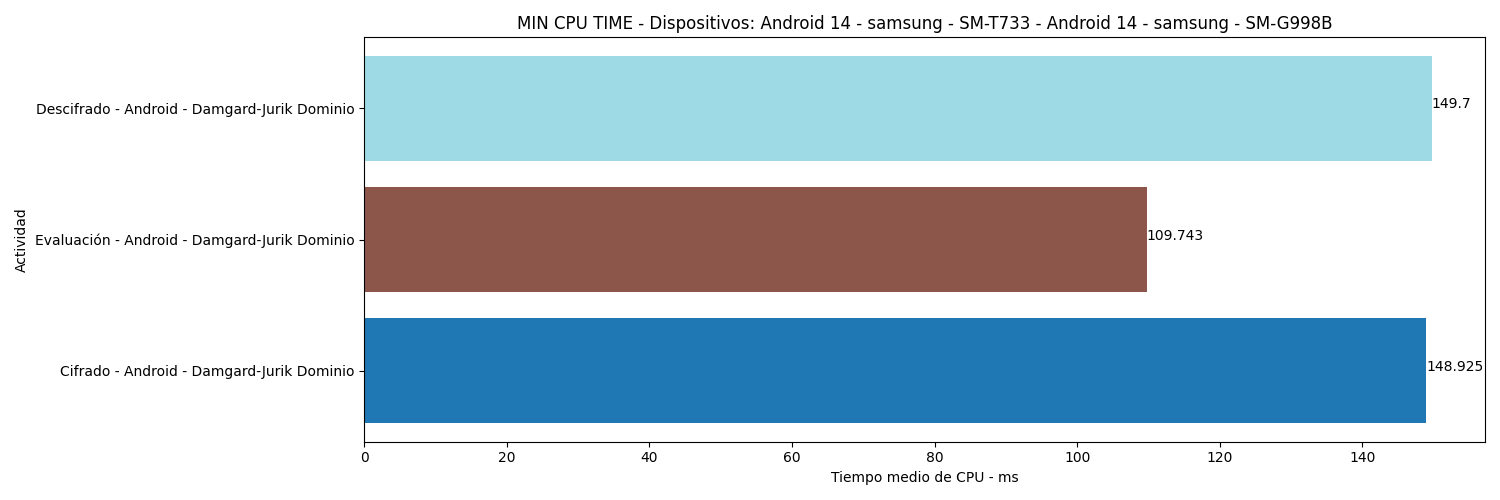 MIN CPU TIME - Dispositivos: Android 14 - samsung - SM-T733 - Android 14 - samsung - SM-G998B
Actividad
Descifrado - Android - Damgard-Jurik Dominio
149.7
Evaluación - Android - Damgard-Jurik Dominio
109.743
Cifrado - Android - Damgard-Jurik Dominio
148.925
0 20 40 60 80 100 120 140
Tiempo medio de CPU - ms